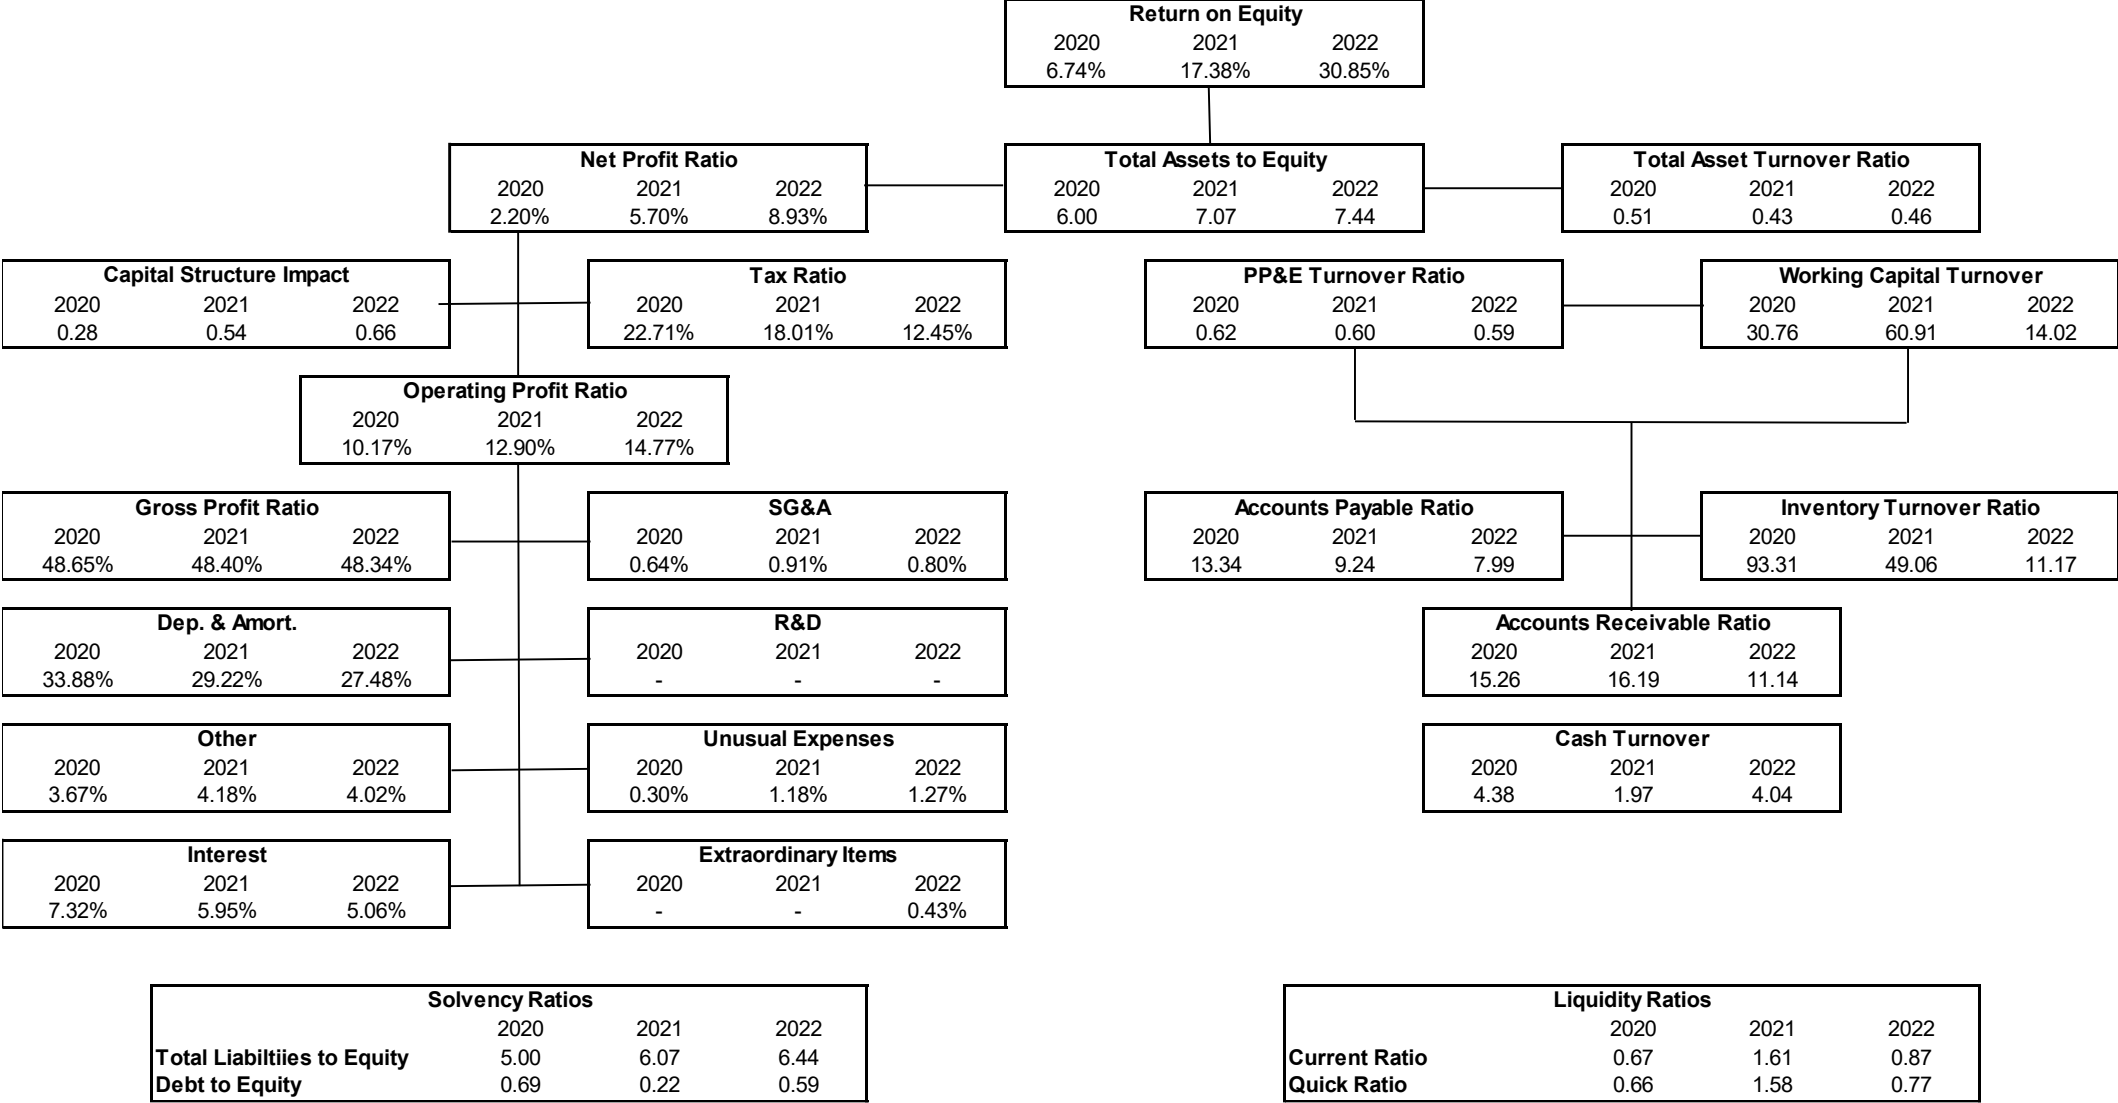 Return on Equity
2020 2021 2022
6.74% 17.38% 30.85%
Net Profit Ratio
2020 2021 2022
2.20% 5.70% 8.93%
Total Assets to Equity
2020 2021 2022
6.00 7.07 7.44
Total Asset Turnover Ratio
2020 2021 2022
0.51 0.43 0.46
Capital Structure Impact
2020 2021 2022
0.28 0.54 0.66
Tax Ratio
2020 2021 2022
22.71% 18.01% 12.45%
PP&E Turnover Ratio
2020 2021 2022
0.62 0.60 0.59
Working Capital Turnover
2020 2021 2022
30.76 60.91 14.02
Operating Profit Ratio
2020 2021 2022
10.17% 12.90% 14.77%
Gross Profit Ratio
2020 2021 2022
48.65% 48.40% 48.34%
SG&A
2020 2021 2022
0.64% 0.91% 0.80%
Accounts Payable Ratio
2020 2021 2022
13.34 9.24 7.99
Inventory Turnover Ratio
2020 2021 2022
93.31 49.06 11.17
Dep. & Amort.
2020 2021 2022
33.88% 29.22% 27.48%
R&D
2020 2021 2022
- - -
Accounts Receivable Ratio
2020 2021 2022
15.26 16.19 11.14
Other
2020 2021 2022
3.67% 4.18% 4.02%
Unusual Expenses
2020 2021 2022
0.30% 1.18% 1.27%
Cash Turnover
2020 2021 2022
4.38 1.97 4.04
Interest
2020 2021 2022
7.32% 5.95% 5.06%
Extraordinary Items
2020 2021 2022
- - 0.43%
Solvency Ratios
2020 2021 2022
Total Liabiltiies to Equity 5.00 6.07 6.44
Debt to Equity 0.69 0.22 0.59
Liquidity Ratios
2020 2021 2022
Current Ratio 0.67 1.61 0.87
Quick Ratio 0.66 1.58 0.77